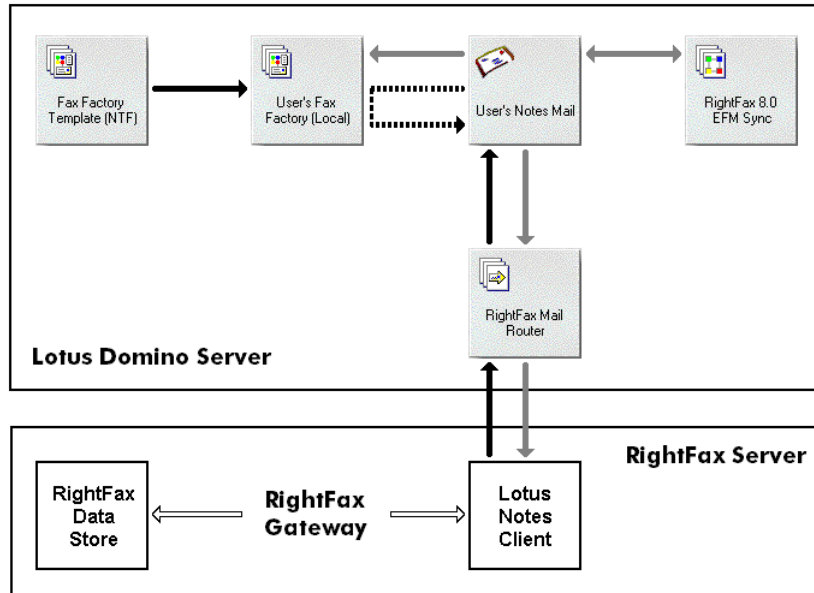 Fax Factory
Template (NTF)
User's Fax
Factory (Local)
User's Notes Mail
RightFax 8.0
EFM Sync
RightFax Mail
Router
Lotus Domino Server
RightFax Server
RightFax
Data
Store
RightFax
Gateway
Lotus
Notes
Client